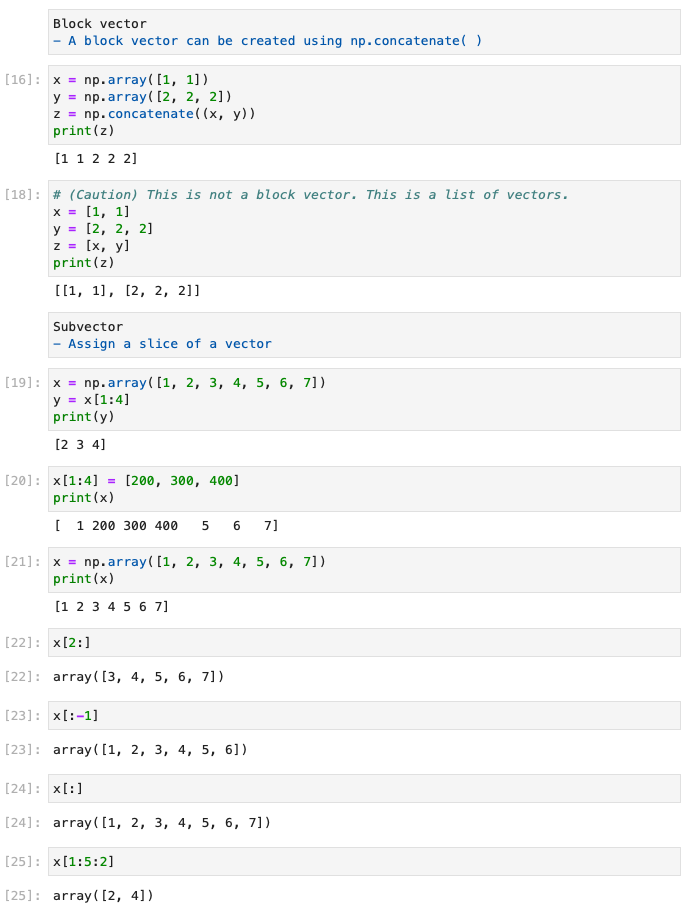 Block vector
– A block vector can be created using np.concatenate( )
[16]: x = np.array([1, 1])
y = np.array([2, 2, 2])
z = np.concatenate((x, y))
print(z)
[1 1 2 2 2]
[18]: # (Caution) This is not a block vector. This is a list of vectors.
x = [1, 1]
y = [2, 2, 2]
z = [x, y]
print(z)
[[1, 1], [2, 2, 2]]
Subvector
– Assign a slice of a vector
[19]: x = np.array([1, 2, 3, 4, 5, 6, 7])
y = x[1:4]
print(y)
[2 3 4]
[20]: x[1:4] = [200, 300, 400]
print(x)
[  1 200 300 400   5   6   7]
[21]: x = np.array([1, 2, 3, 4, 5, 6, 7])
print(x)
[1 2 3 4 5 6 7]
[22]: x[2:]
[22]: array([3, 4, 5, 6, 7])
[23]: x[:-1]
[23]: array([1, 2, 3, 4, 5, 6])
[24]: x[:]
[24]: array([1, 2, 3, 4, 5, 6, 7])
[25]: x[1:5:2]
[25]: array([2, 4])